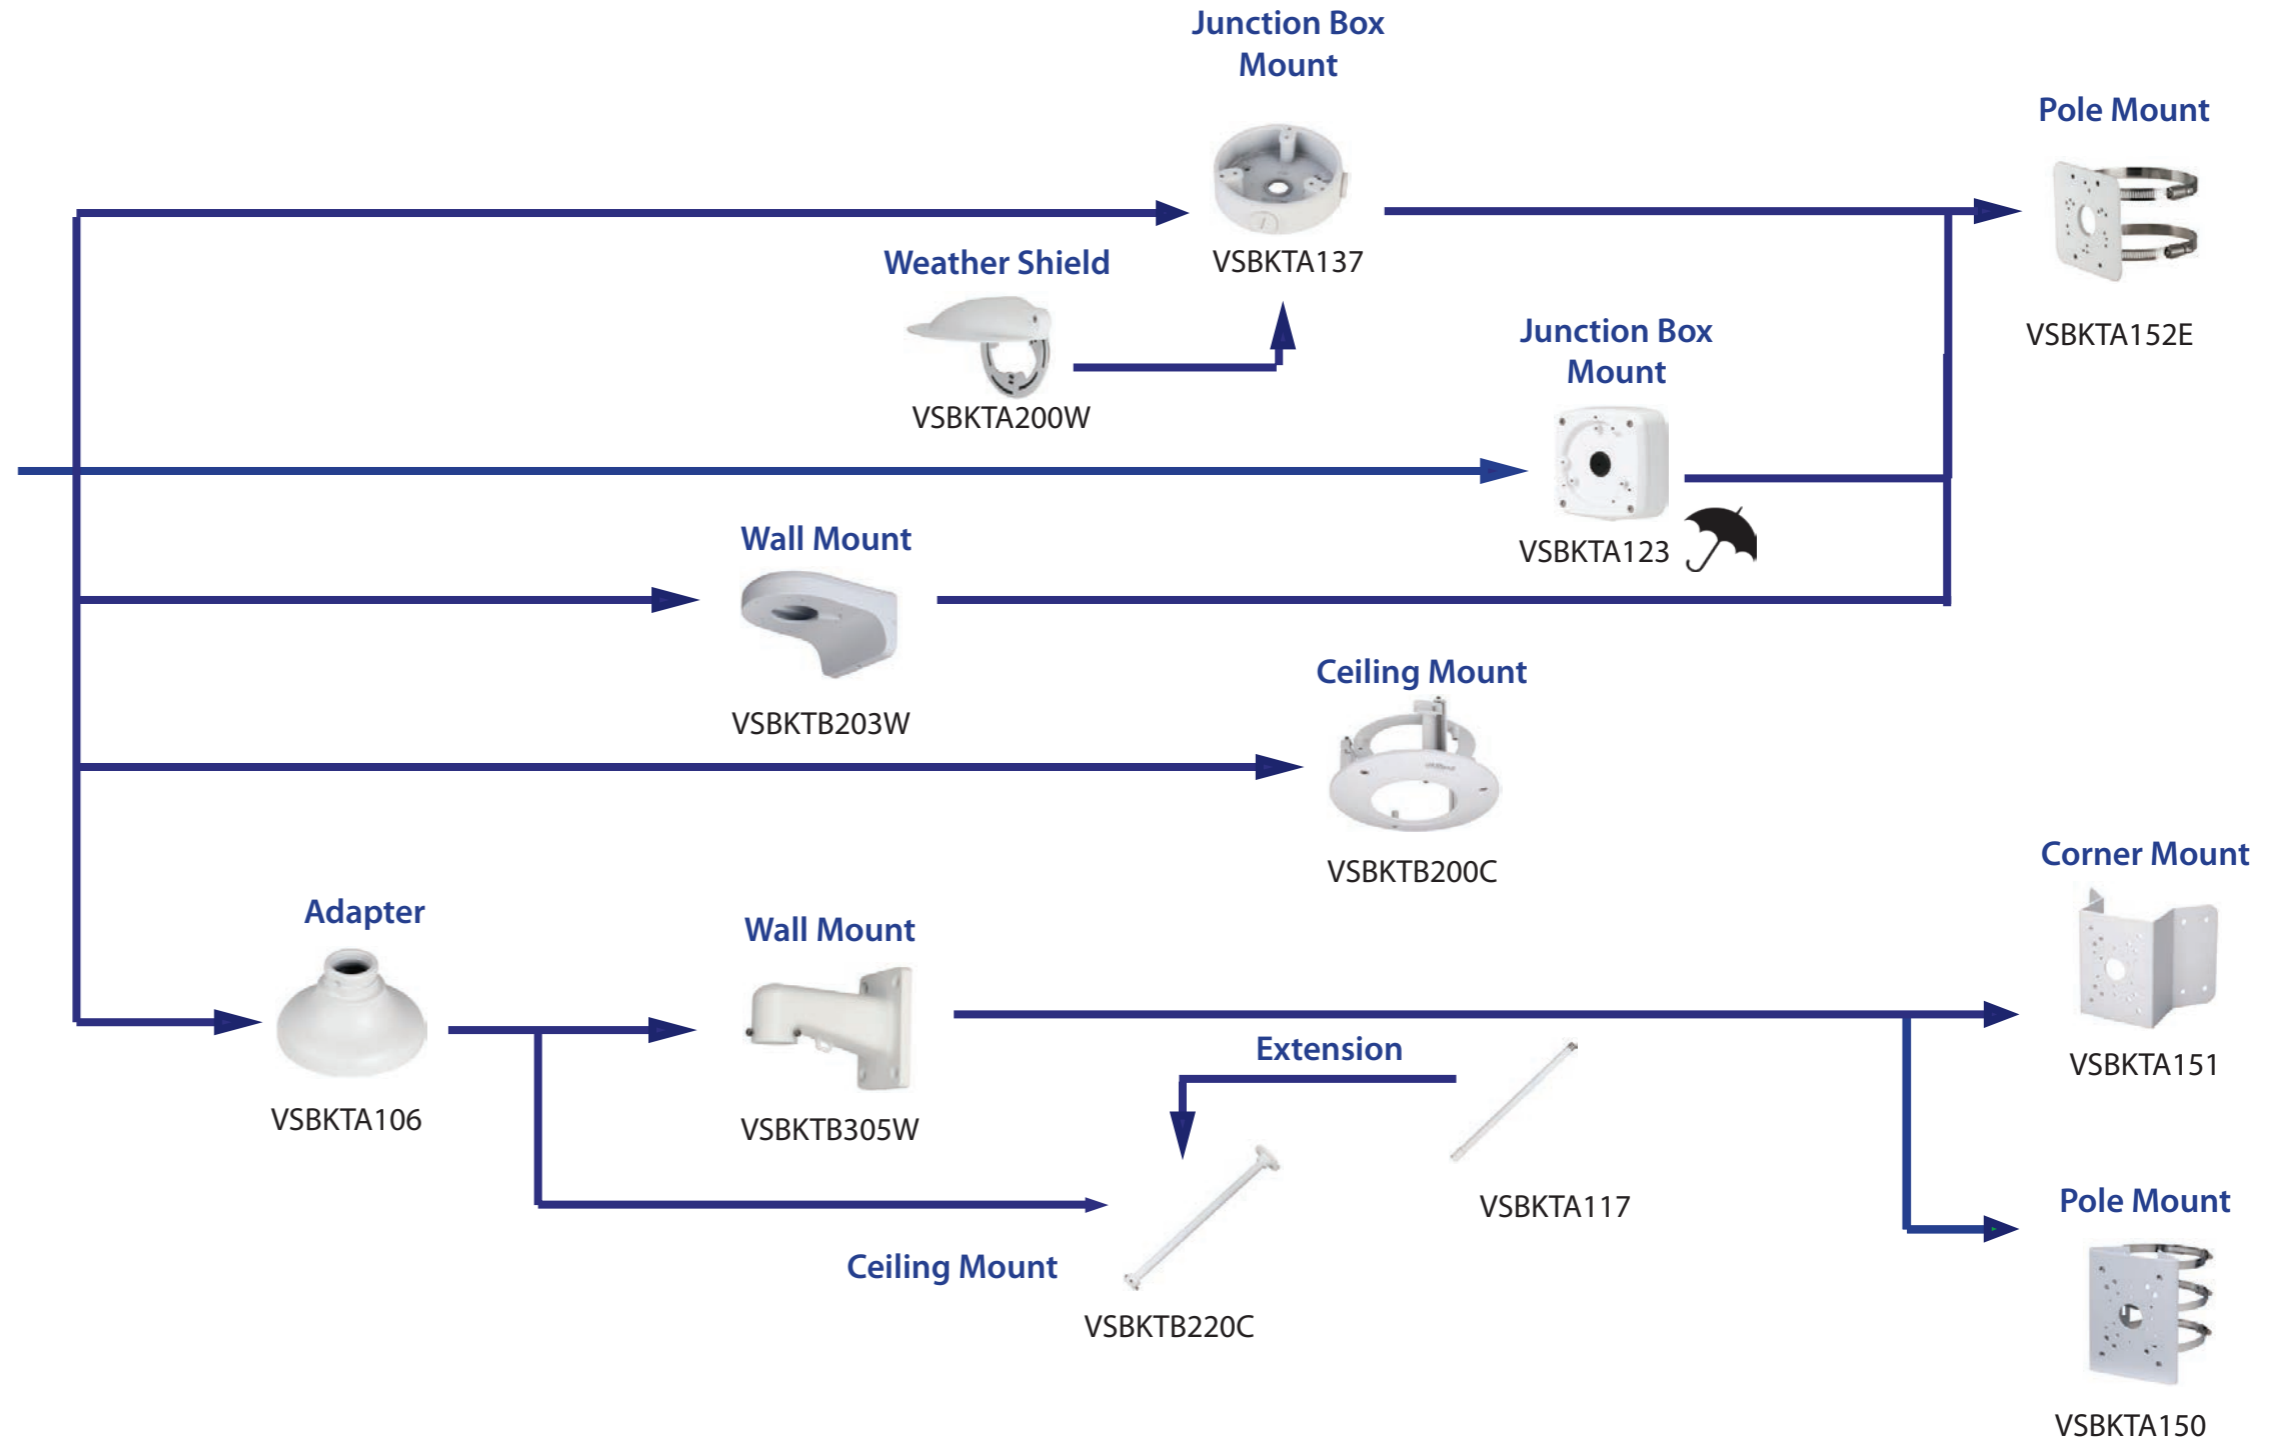 Junction Box
Mount
Pole Mount
VSBKTA137
Weather Shield
VSBKTA152E
Junction Box
Mount
VSBKTA200W
Wall Mount
VSBKTA123
Ceiling Mount
VSBKTB203W
Corner Mount
VSBKTB200C
Adapter
Wall Mount
Extension
VSBKTA151
VSBKTA106
VSBKTB305W
Pole Mount
VSBKTA117
Ceiling Mount
VSBKTB220C
VSBKTA150